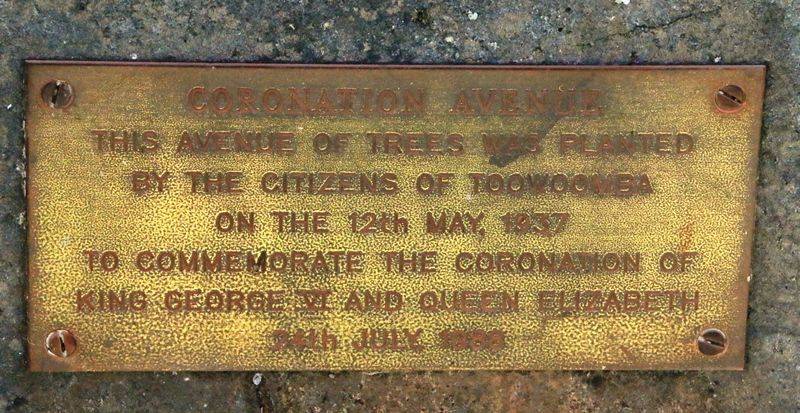 CORONATION AVENUE
THIS AVENUE OF TREES WAS PLANTED
BY THE CITIZENS OF TOOWOOMBA
ON THE 12th MAY, 1937
TO COMMEMORATE THE CORONATION OF
KING GEORGE VI AND QUEEN ELIZABETH
24th JULY